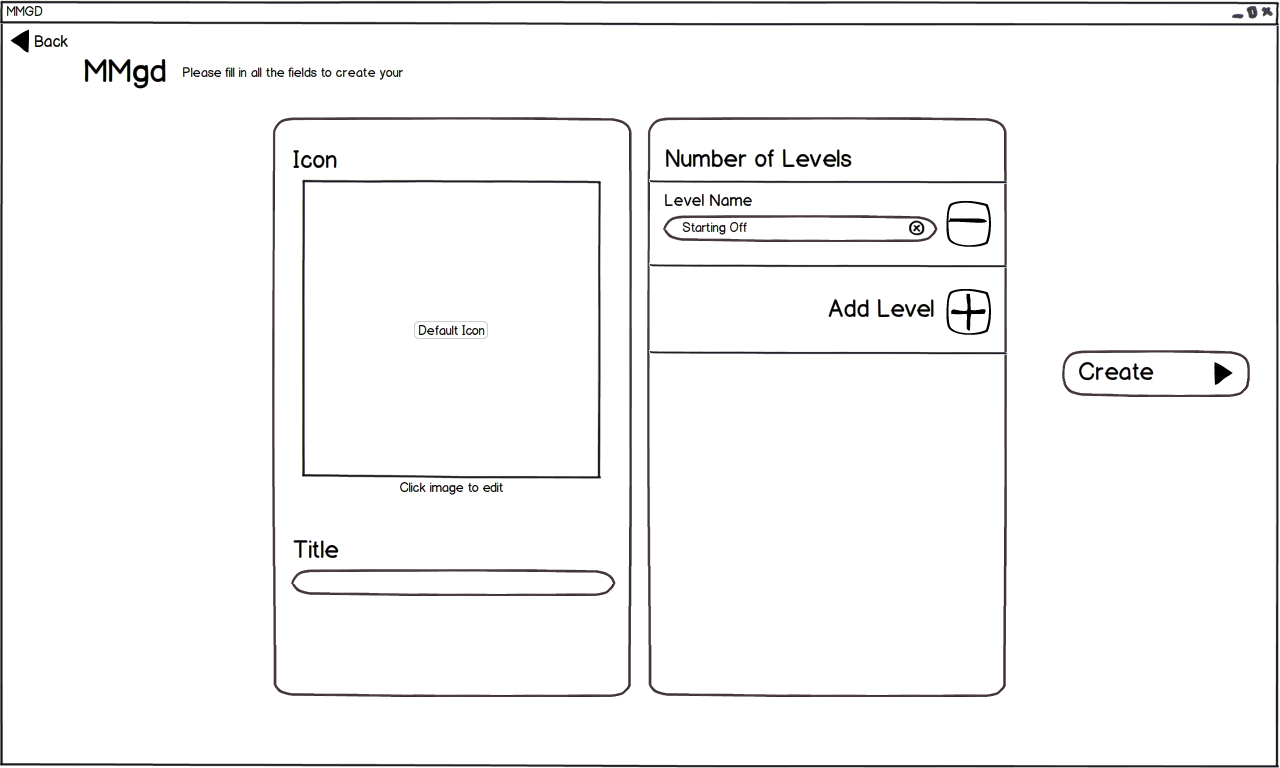 MMGD
Back
MMgd
Please fill in all the fields to create your
Icon
Default Icon
Click image to edit
Title
Number of Levels
Level Name
Starting Off
Add Level
Create